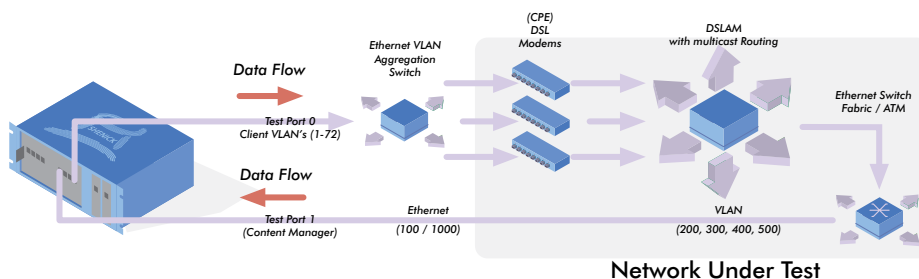 (CPE)
DSL
Modems
DSLAM
with multicast Routing
Ethernet VLAN
Aggregation
Switch
Data Flow
Ethernet Switch
Fabric / ATM
Test Port 0
Client VLAN's (1-72)
SHENICK
Data Flow
Test Port 1
(Content Manager)
Ethernet
(100 / 1000)
VLAN
(200, 300, 400, 500)
Network Under Test